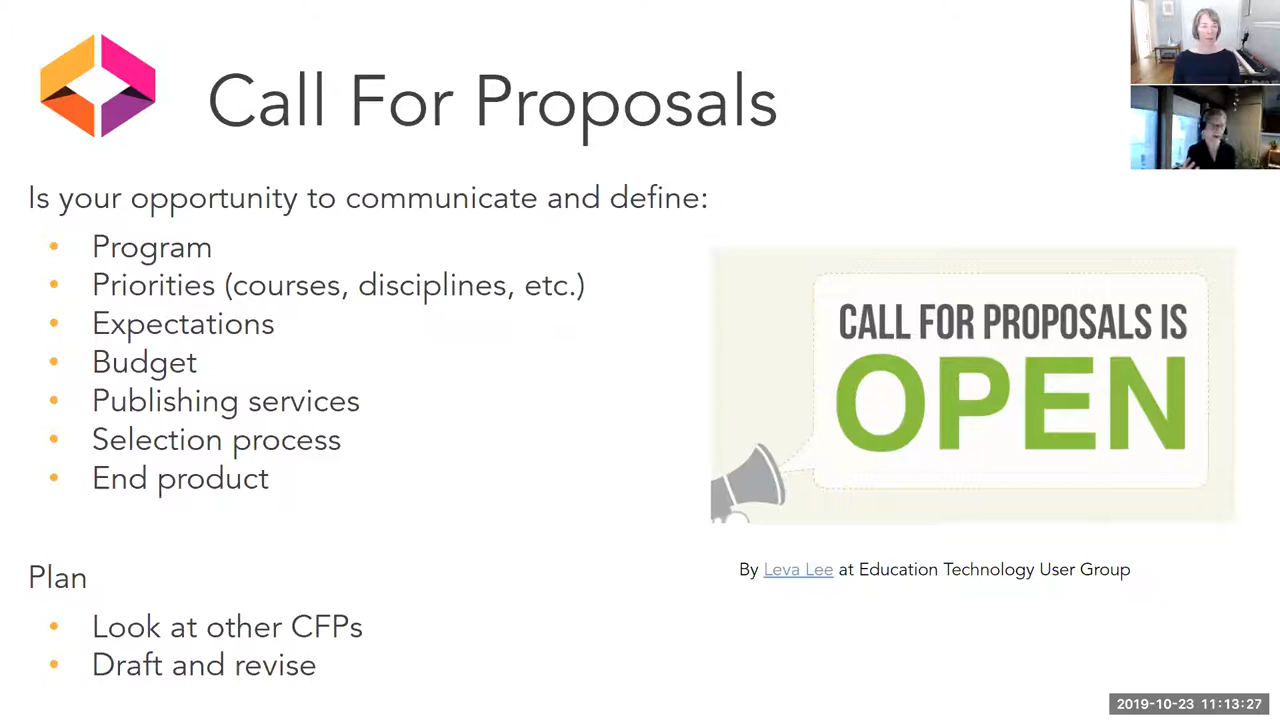 Call For Proposals
Is your opportunity to communicate and define:
• Program
• Priorities (courses, disciplines, etc.)
• Expectations
• Budget
• Publishing services
• Selection process
• End product
CALL FOR PROPOSALS IS
OPEN
By Leva Lee at Education Technology User Group
Plan
• Look at other CFPs
• Draft and revise
2019-10-23 11:13:27